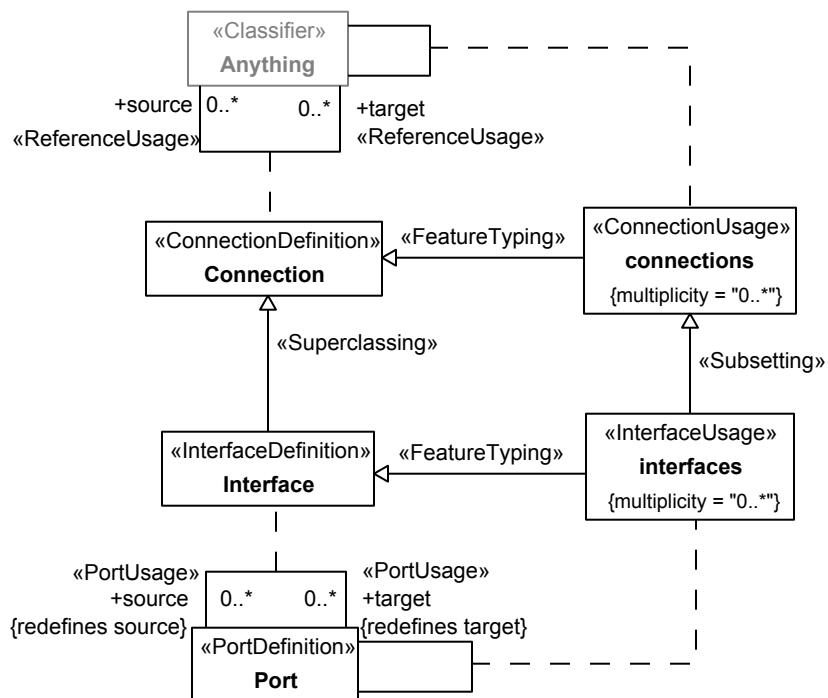 «Classifier»
Anything
+source 0..* 0..* +target
«ReferenceUsage» «ReferenceUsage»
«ConnectionDefinition»
Connection
«FeatureTyping»
«ConnectionUsage»
connections
{multiplicity = "0..*"}
«Superclassing»
«Subsetting»
«InterfaceDefinition»
Interface
«FeatureTyping»
«InterfaceUsage»
interfaces
{multiplicity = "0..*"}
«PortUsage» «PortUsage»
+source 0..* 0..* +target
{redefines source} {redefines target}
«PortDefinition»
Port